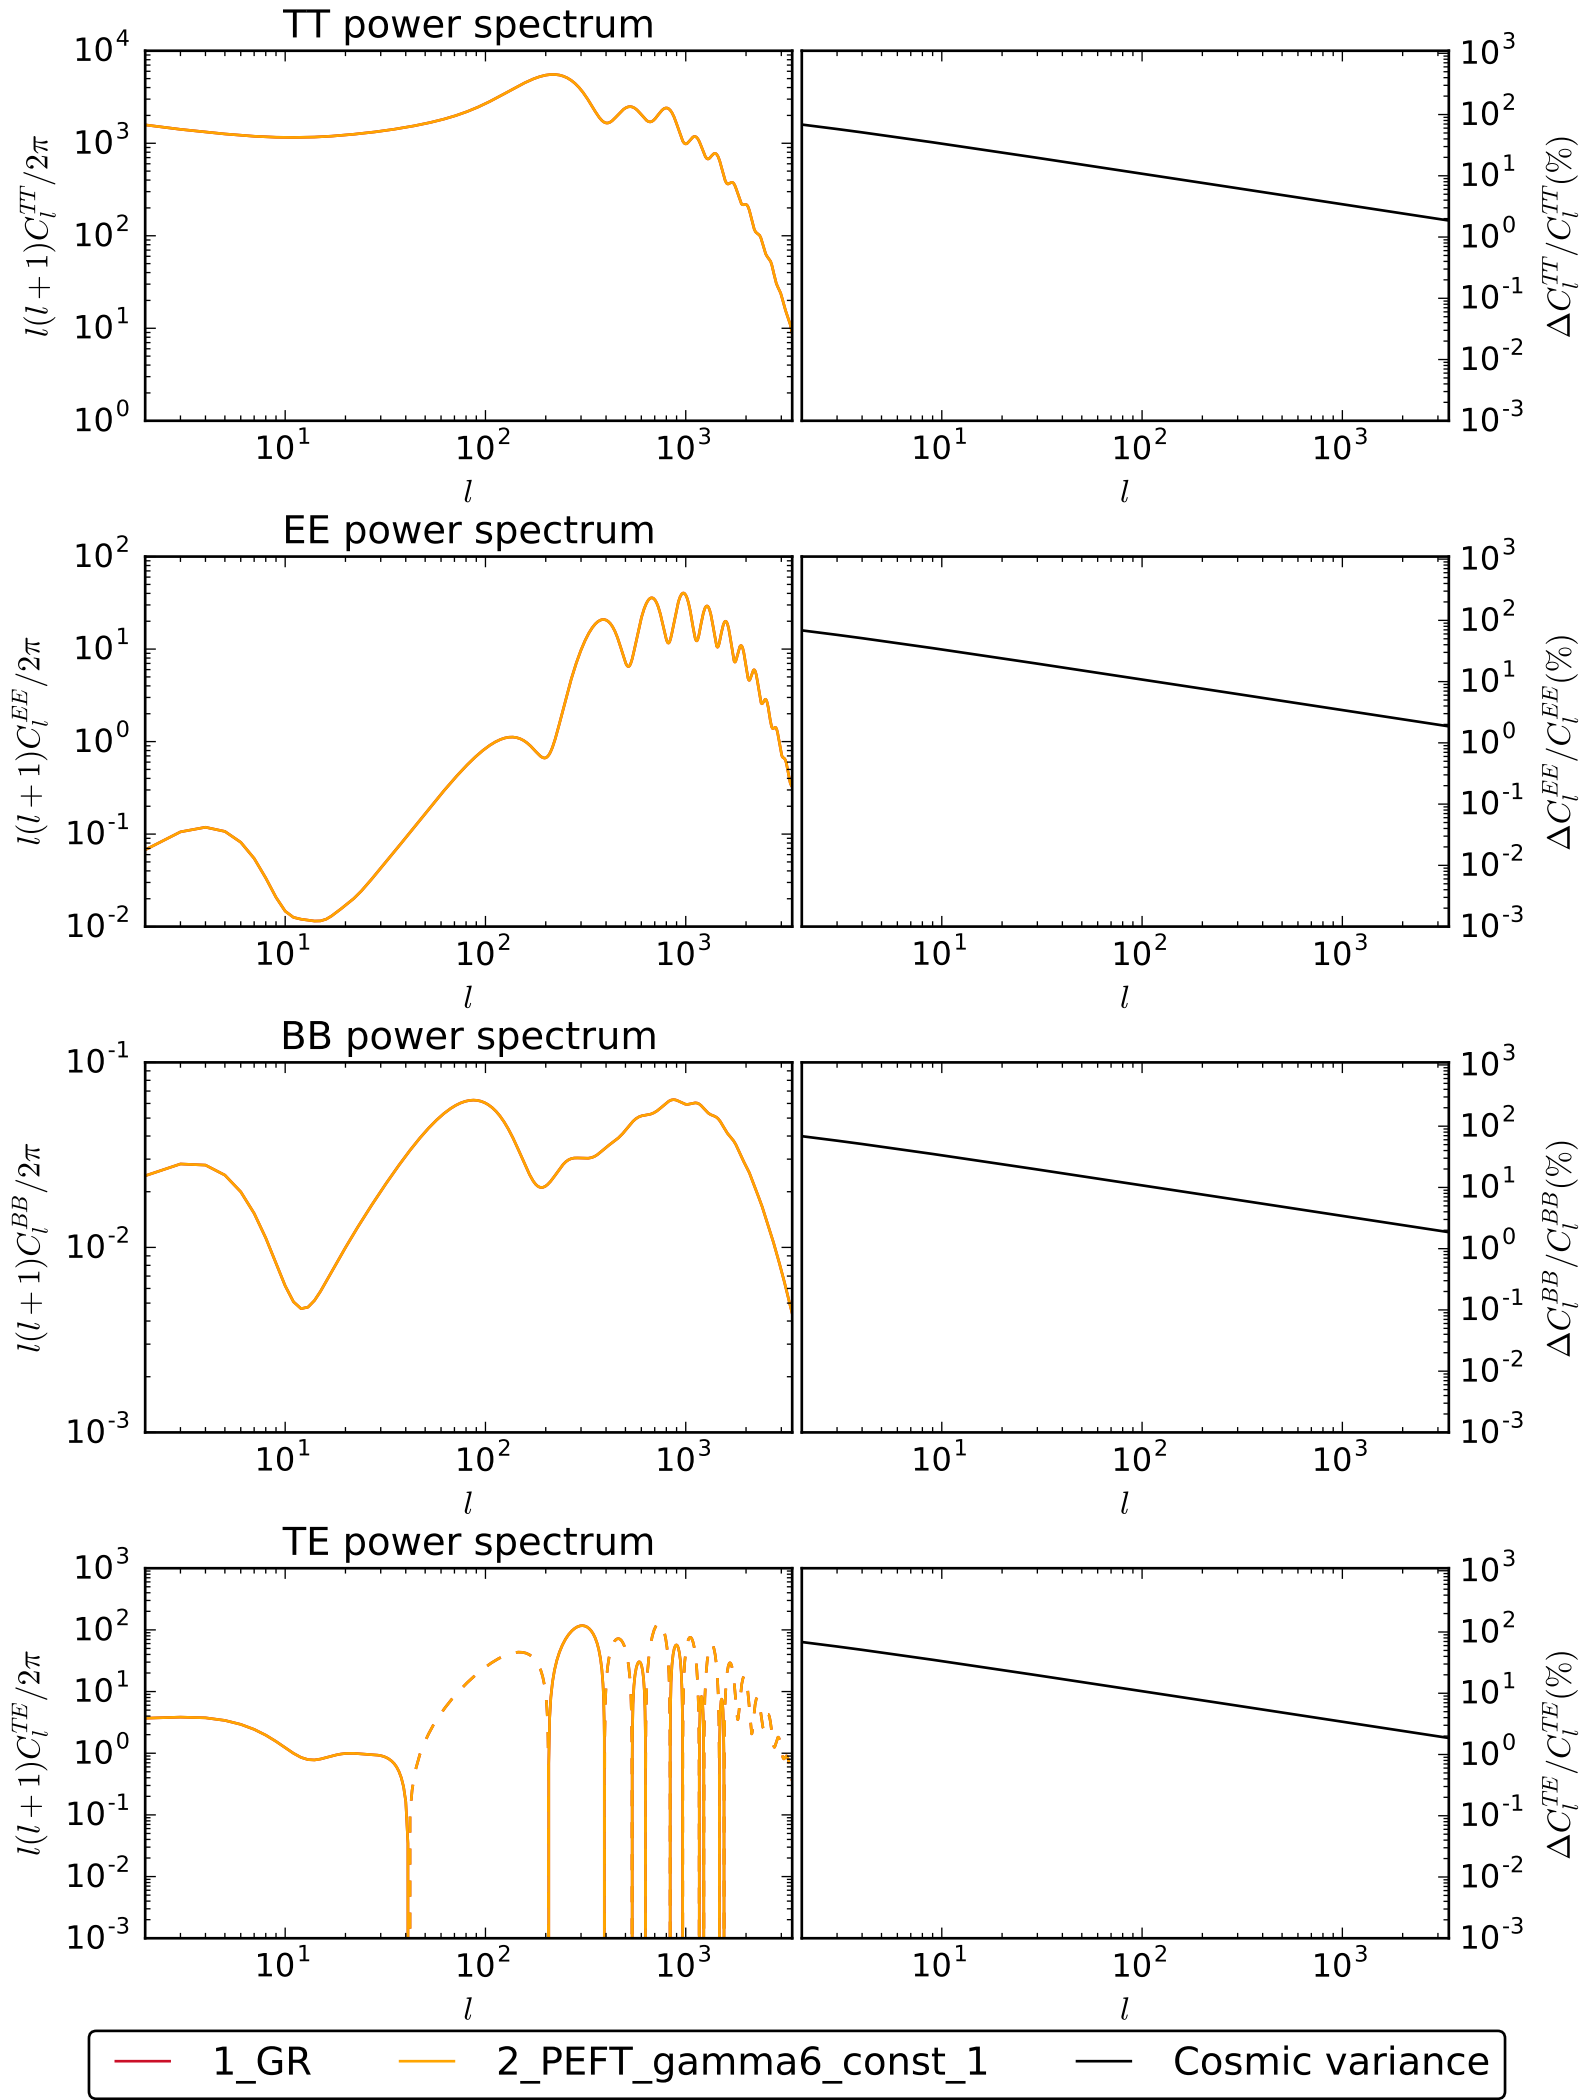 TT power spectrum
10^4
10^3
10^2
10^1
10^0
l(l+1)C_l^{TT}/2π
10^1 10^2 10^3
l
10^3
10^2
10^1
10^0
10^-1
10^-2
10^-3
ΔC_l^{TT}/C_l^{TT}(%)
10^1 10^2 10^3
l
EE power spectrum
10^2
10^1
10^0
10^-1
10^-2
l(l+1)C_l^{EE}/2π
10^1 10^2 10^3
l
10^3
10^2
10^1
10^0
10^-1
10^-2
10^-3
ΔC_l^{EE}/C_l^{EE}(%)
10^1 10^2 10^3
l
BB power spectrum
10^-1
10^-2
10^-3
l(l+1)C_l^{BB}/2π
10^1 10^2 10^3
l
10^3
10^2
10^1
10^0
10^-1
10^-2
10^-3
ΔC_l^{BB}/C_l^{BB}(%)
10^1 10^2 10^3
l
TE power spectrum
10^3
10^2
10^1
10^0
10^-1
10^-2
10^-3
l(l+1)C_l^{TE}/2π
10^1 10^2 10^3
l
10^3
10^2
10^1
10^0
10^-1
10^-2
10^-3
ΔC_l^{TE}/C_l^{TE}(%)
10^1 10^2 10^3
l
1_GR 2_PEFT_gamma6_const_1 Cosmic variance